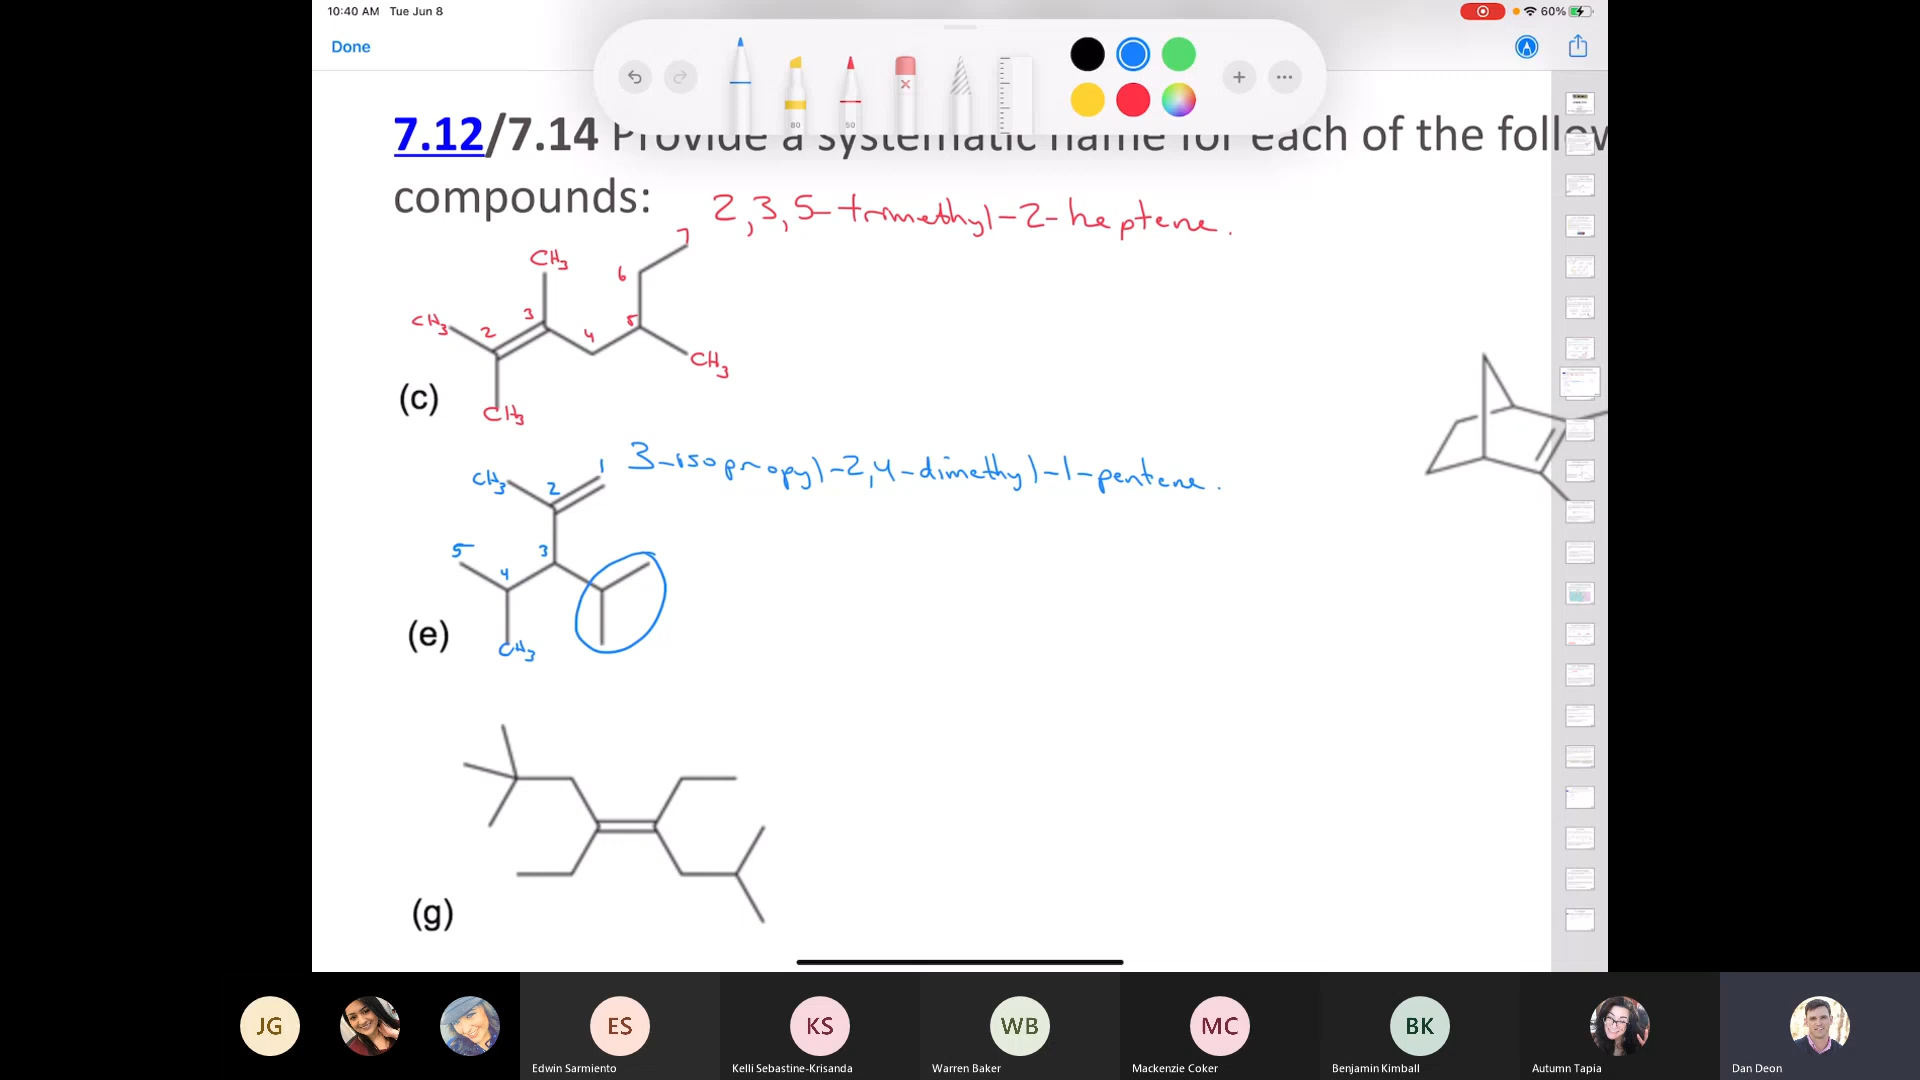 10:40 AM Tue Jun 8
60%
Done
80
50
7.12/7.14 Provide a systematic name for each of the follow
compounds:
2,3,5-trimethyl-2-heptene.
7
CH3
6
CH3 2 3 4 5
CH3
(c)
CH3
3-isopropyl-2,4-dimethyl-1-pentene.
CH3 2 1
5 4 3
(e)
CH3
(g)
JG ES KS WB MC BK
Edwin Sarmiento Kelli Sebastine-Krisanda Warren Baker Mackenzie Coker Benjamin Kimball Autumn Tapia Dan Deon